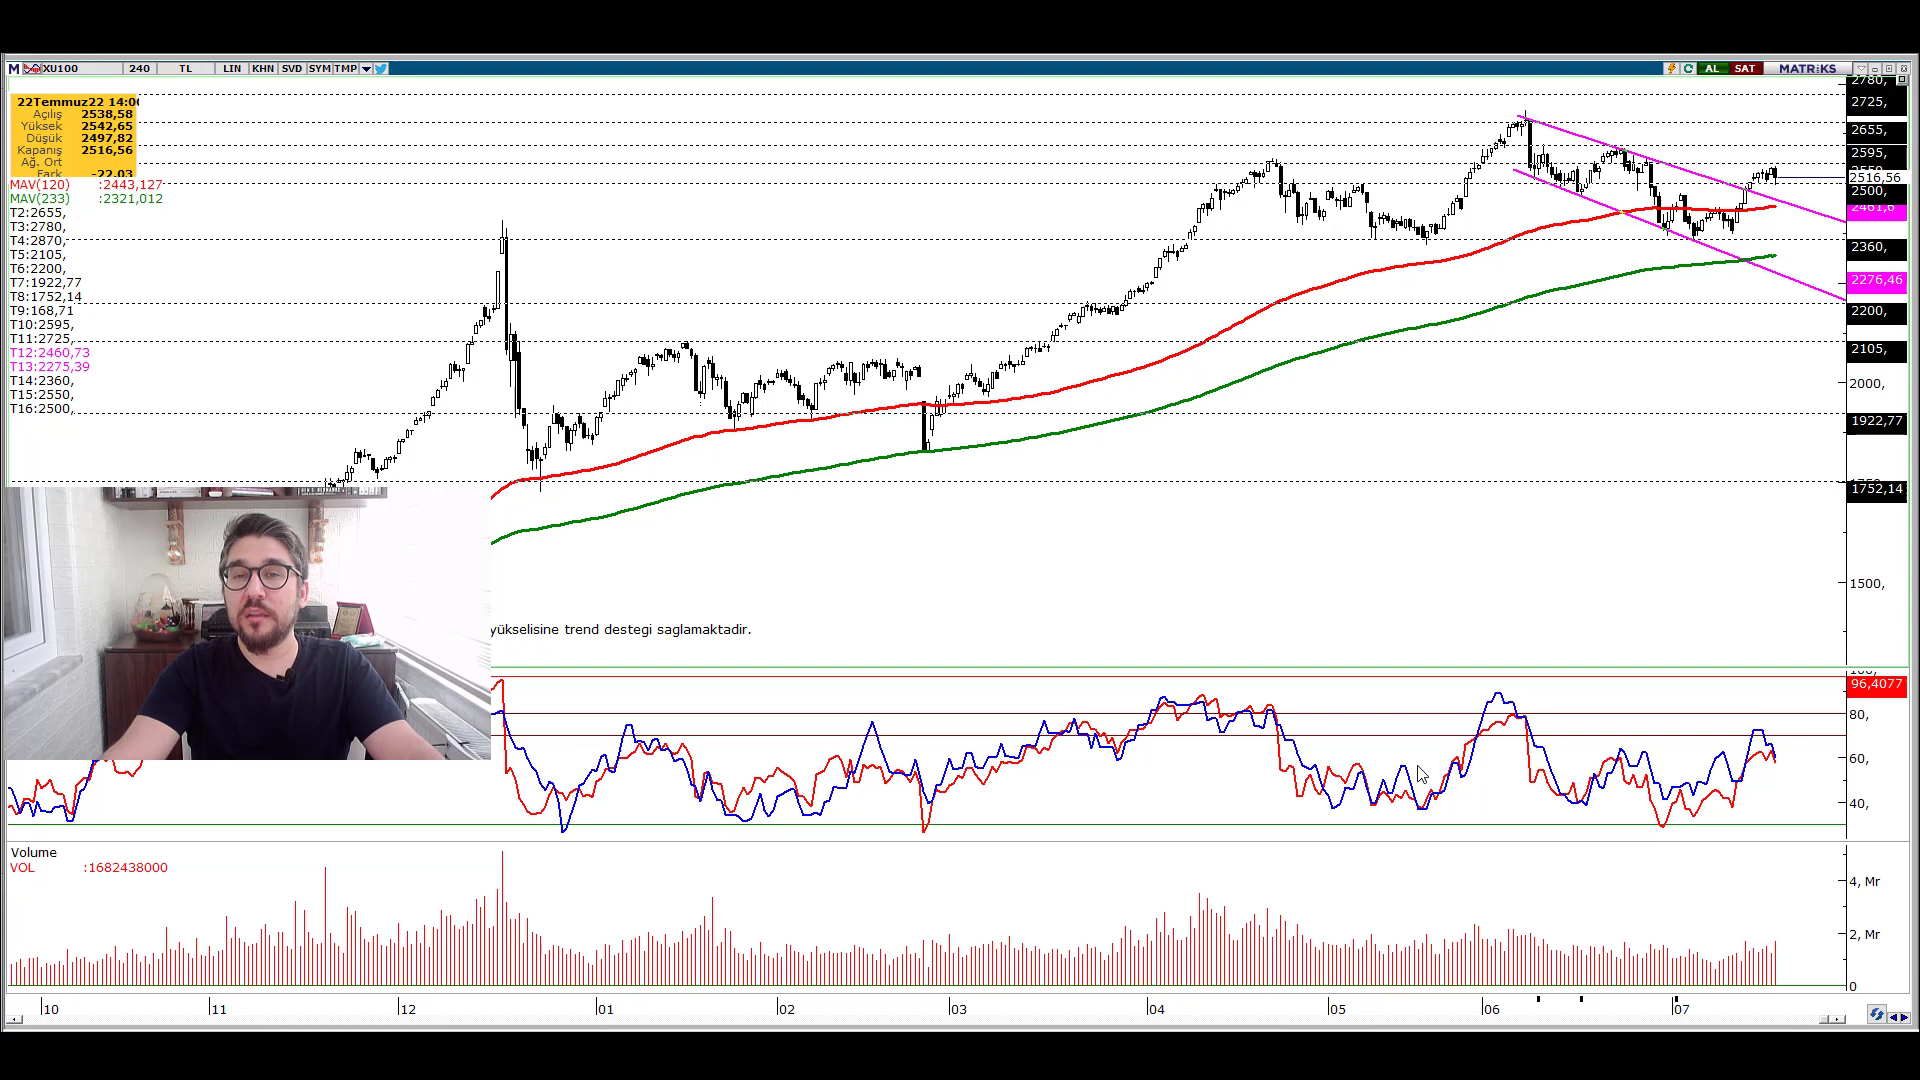 M XU100 240 TL LIN KHN SVD SYM TMP AL SAT MATRİKS
22Temmuz22 14:00
Açılış 2538,58
Yüksek 2542,65
Düşük 2497,82
Kapanış 2516,56
Ağ. Ort
Fark -22,03
MAV(120) :2443,127
MAV(233) :2321,012
T2:2655,
T3:2780,
T4:2870,
T5:2105,
T6:2200,
T7:1922,77
T8:1752,14
T9:168,71
T10:2595,
T11:2725,
T12:2460,73
T13:2275,39
T14:2360,
T15:2550,
T16:2500,
2780,
2725,
2655,
2595,
2516,56
2500,
2461,6
2360,
2276,46
2200,
2105,
2000,
1922,77
1752,14
1500,
yükselisine trend destegi saglamaktadir.
96,4077
80,
60,
40,
Volume
VOL :1682438000
4, Mr
2, Mr
0
10 11 12 01 02 03 04 05 06 07